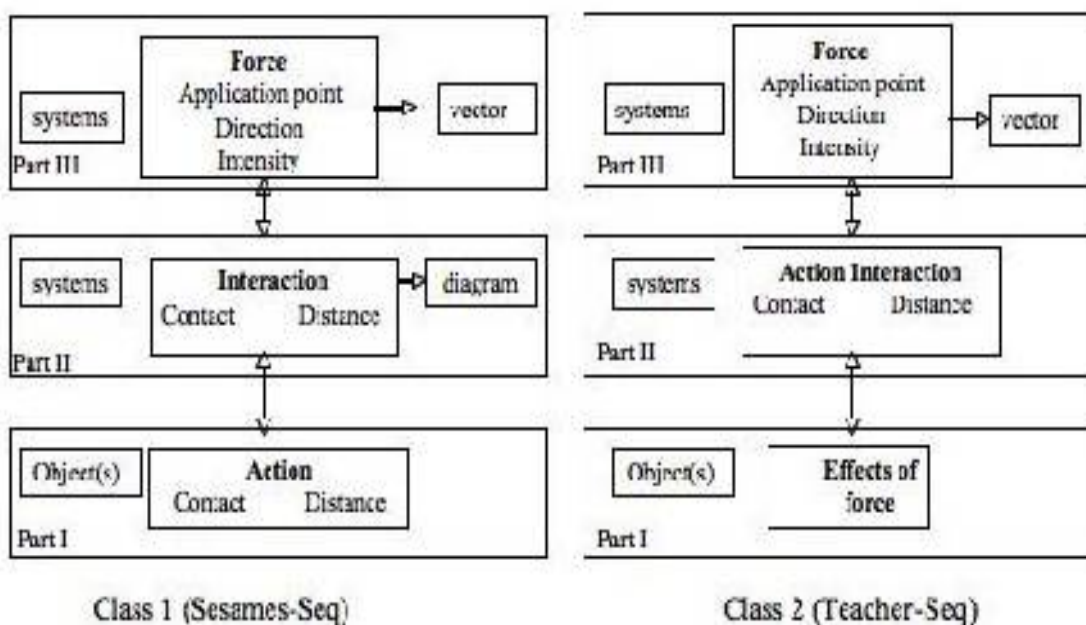 Force
Application point
Direction
Intensity
systems
vector
Part III
Interaction
Contact Distance
systems
diagram
Part II
Action
Contact Distance
Object(s)
Part I
Class 1 (Sesames-Seq)
Force
Application point
Direction
Intensity
systems
vector
Part III
Action Interaction
Contact Distance
systems
Part II
Effects of
force
Object(s)
Part I
Class 2 (Teacher-Seq)